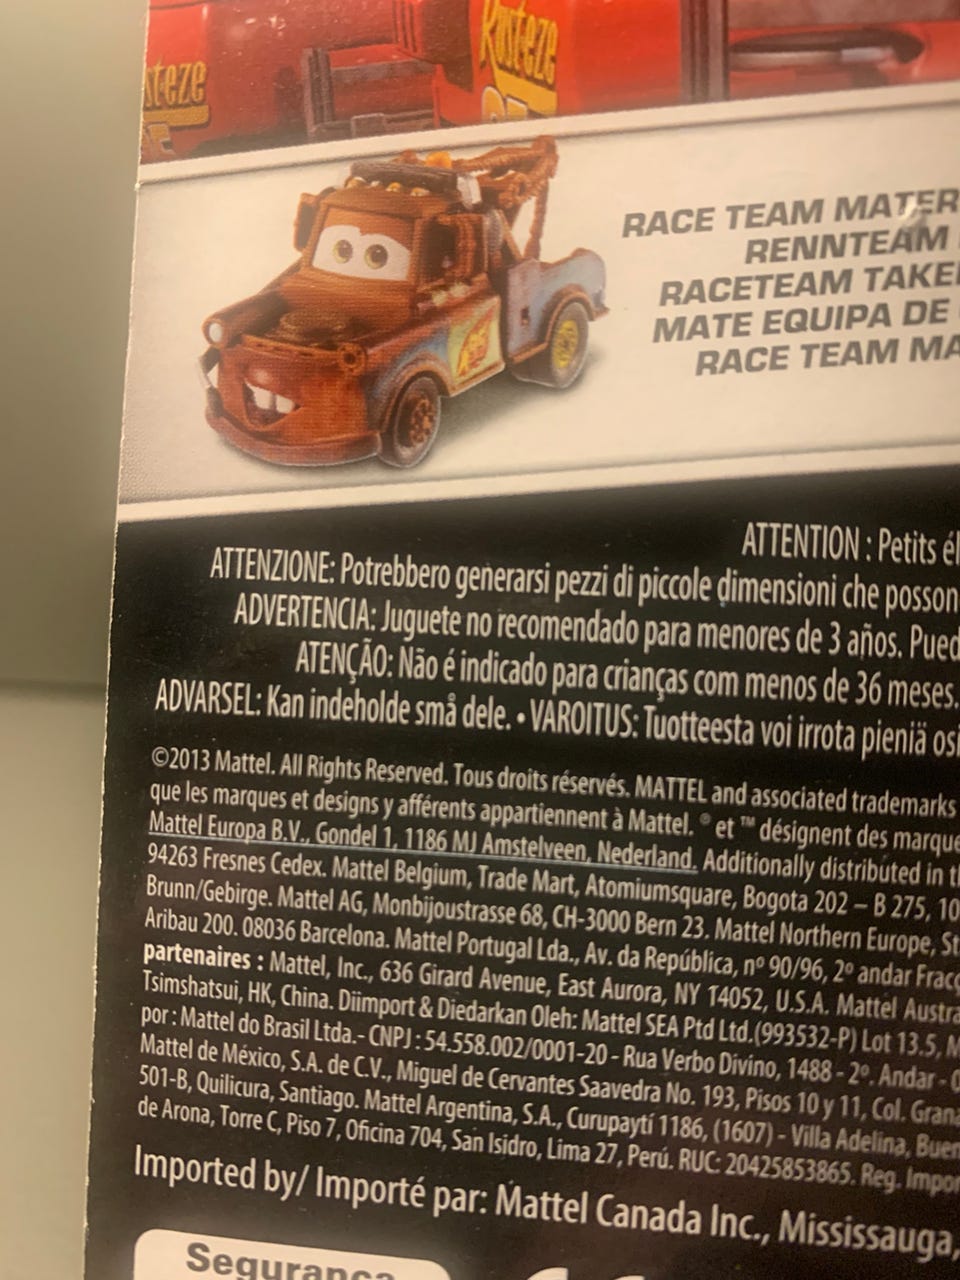 Rust-eze
RACE TEAM MATER
RENNTEAM
RACETEAM TAKEL
MATE EQUIPA DE
RACE TEAM MA
ATTENTION : Petits él
ATTENZIONE: Potrebbero generarsi pezzi di piccole dimensioni che posson
ADVERTENCIA: Juguete no recomendado para menores de 3 años. Pued
ATENÇÃO: Não é indicado para crianças com menos de 36 meses.
ADVARSEL: Kan indeholde små dele. • VAROITUS: Tuotteesta voi irrota pieniä osi
©2013 Mattel. All Rights Reserved. Tous droits réservés. MATTEL and associated trademarks
que les marques et designs y afférents appartiennent à Mattel. ® et ™ désignent des marque
Mattel Europa B.V., Gondel 1, 1186 MJ Amstelveen, Nederland. Additionally distributed in th
94263 Fresnes Cedex. Mattel Belgium, Trade Mart, Atomiumsquare, Bogota 202 – B 275, 10
Brunn/Gebirge. Mattel AG, Monbijoustrasse 68, CH-3000 Bern 23. Mattel Northern Europe, St
Aribau 200. 08036 Barcelona. Mattel Portugal Lda., Av. da República, nº 90/96, 2º andar Fracç
partenaires : Mattel, Inc., 636 Girard Avenue, East Aurora, NY 14052, U.S.A. Mattel Austra
Tsimshatsui, HK, China. Diimport & Diedarkan Oleh: Mattel SEA Ptd Ltd.(993532-P) Lot 13.5, M
por : Mattel do Brasil Ltda.- CNPJ : 54.558.002/0001-20 - Rua Verbo Divino, 1488 - 2º. Andar - C
Mattel de México, S.A. de C.V., Miguel de Cervantes Saavedra No. 193, Pisos 10 y 11, Col. Grana
501-B, Quilicura, Santiago. Mattel Argentina, S.A., Curupaytí 1186, (1607) - Villa Adelina, Buen
de Arona, Torre C, Piso 7, Oficina 704, San Isidro, Lima 27, Perú. RUC: 20425853865. Reg. Impor
Imported by/ Importé par: Mattel Canada Inc., Mississauga,
Segurança